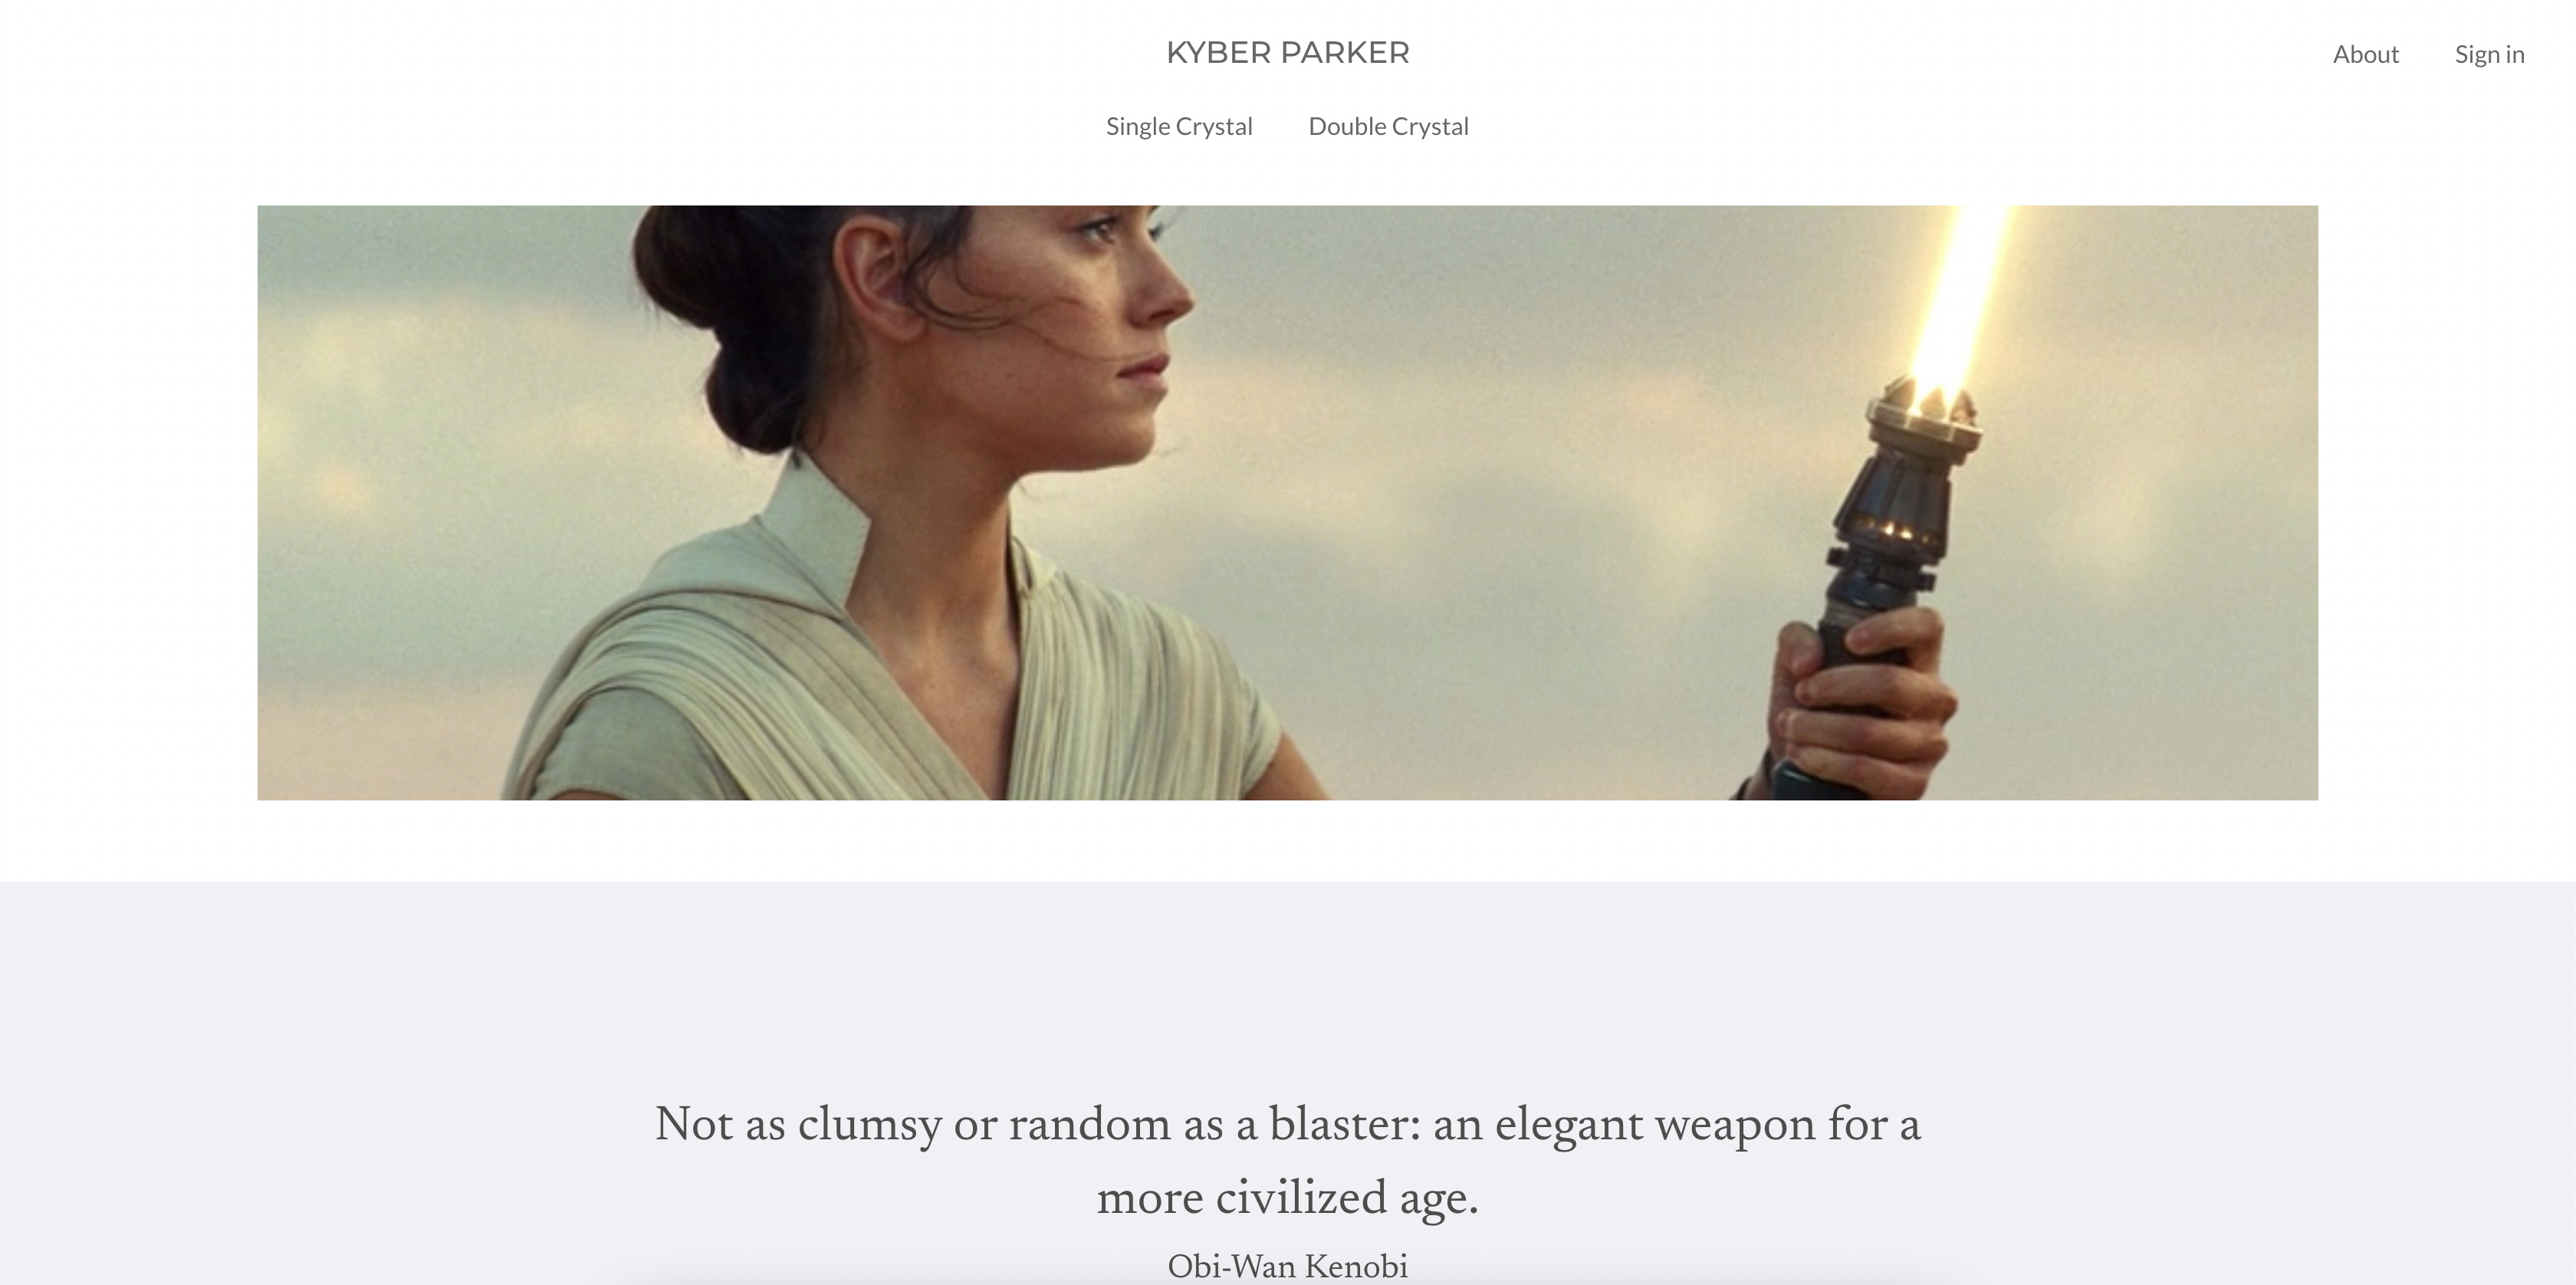 KYBER PARKER
About
Sign in
Single Crystal
Double Crystal
Not as clumsy or random as a blaster: an elegant weapon for a
more civilized age.
Obi-Wan Kenobi